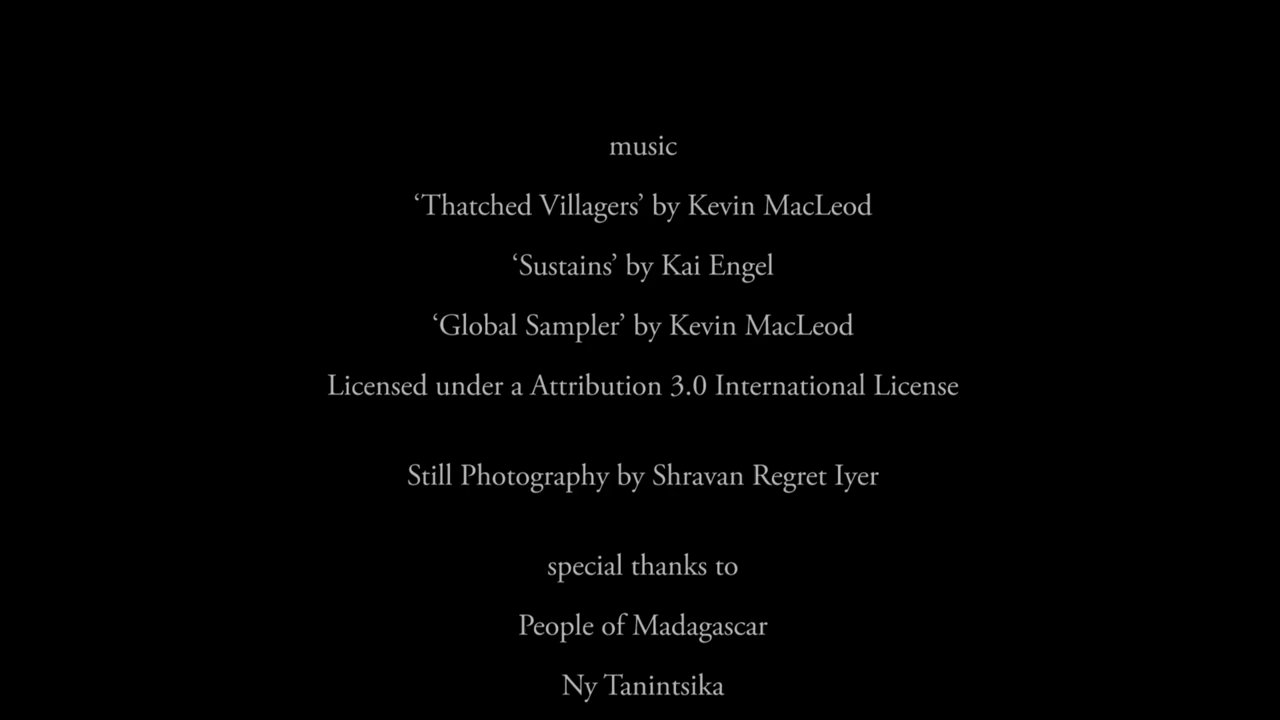 music
‘Thatched Villagers’ by Kevin MacLeod
‘Sustains’ by Kai Engel
‘Global Sampler’ by Kevin MacLeod
Licensed under a Attribution 3.0 International License
Still Photography by Shravan Regret Iyer
special thanks to
People of Madagascar
Ny Tanintsika